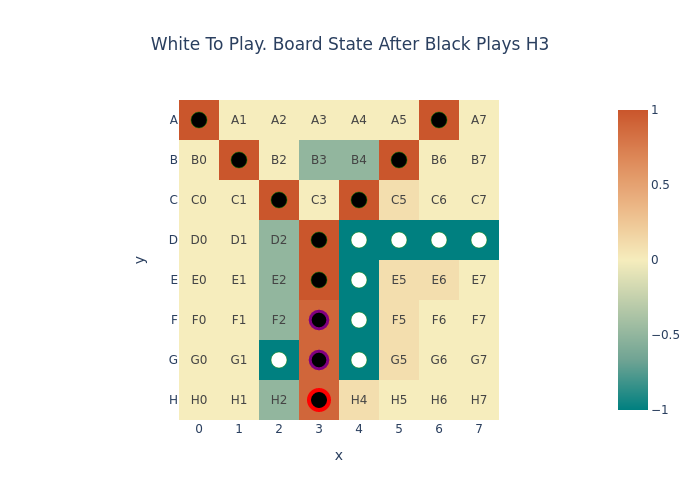 White To Play. Board State After Black Plays H3
A A1 A2 A3 A4 A5 A7
B B0 B2 B3 B4 B6 B7
C C0 C1 C3 C5 C6 C7
D D0 D1 D2
E E0 E1 E2 E5 E6 E7
F F0 F1 F2 F5 F6 F7
G G0 G1 G5 G6 G7
H H0 H1 H2 H4 H5 H6 H7
0 1 2 3 4 5 6 7
x
y
1
0.5
0
−0.5
−1